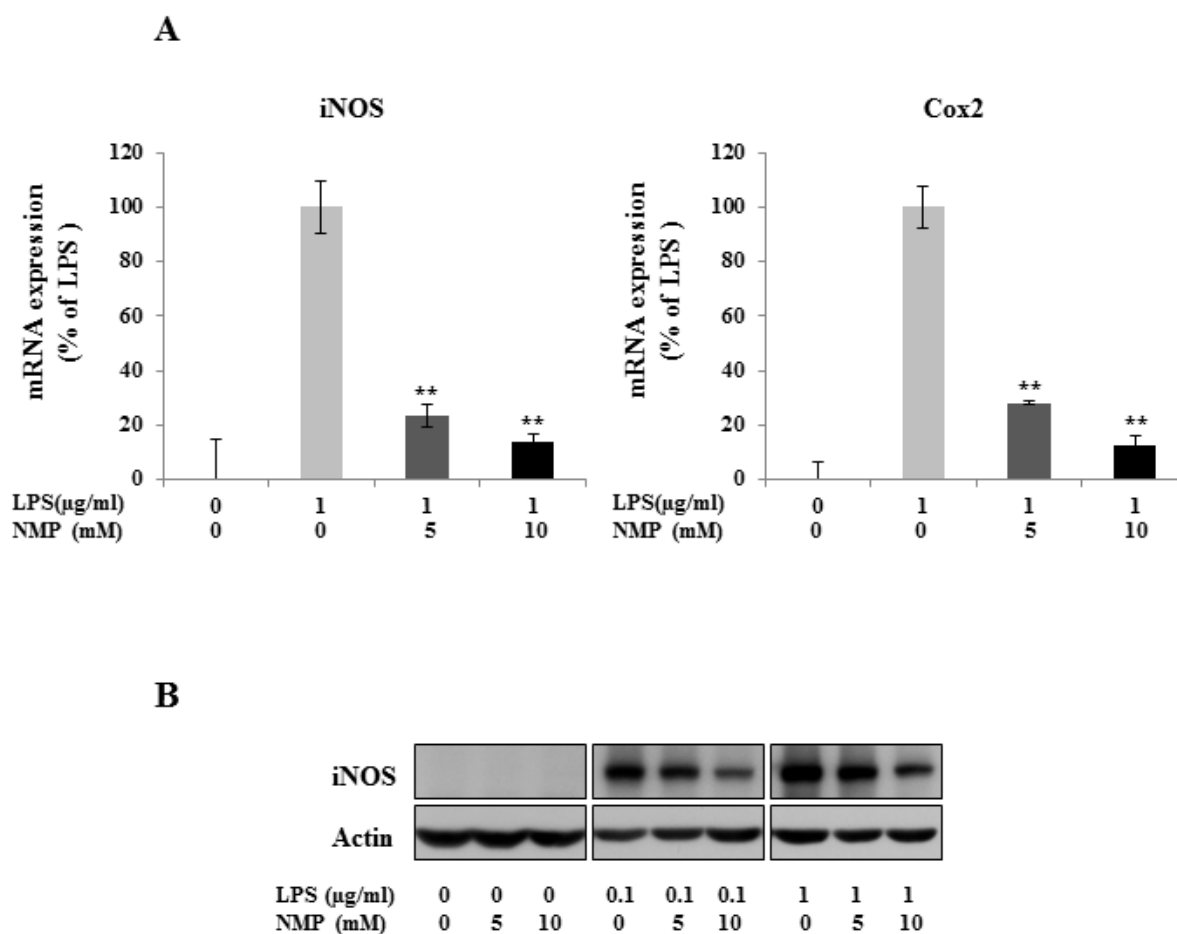 A
iNOS
mRNA expression
(% of LPS )
120
100
80
60
40
20
0
**
**
LPS(µg/ml) 0 1 1 1
NMP (mM) 0 0 5 10
Cox2
mRNA expression
(% of LPS )
120
100
80
60
40
20
0
**
**
LPS(µg/ml) 0 1 1 1
NMP (mM) 0 0 5 10
B
iNOS
Actin
LPS (µg/ml) 0 0 0 0.1 0.1 0.1 1 1 1
NMP (mM) 0 5 10 0 5 10 0 5 10